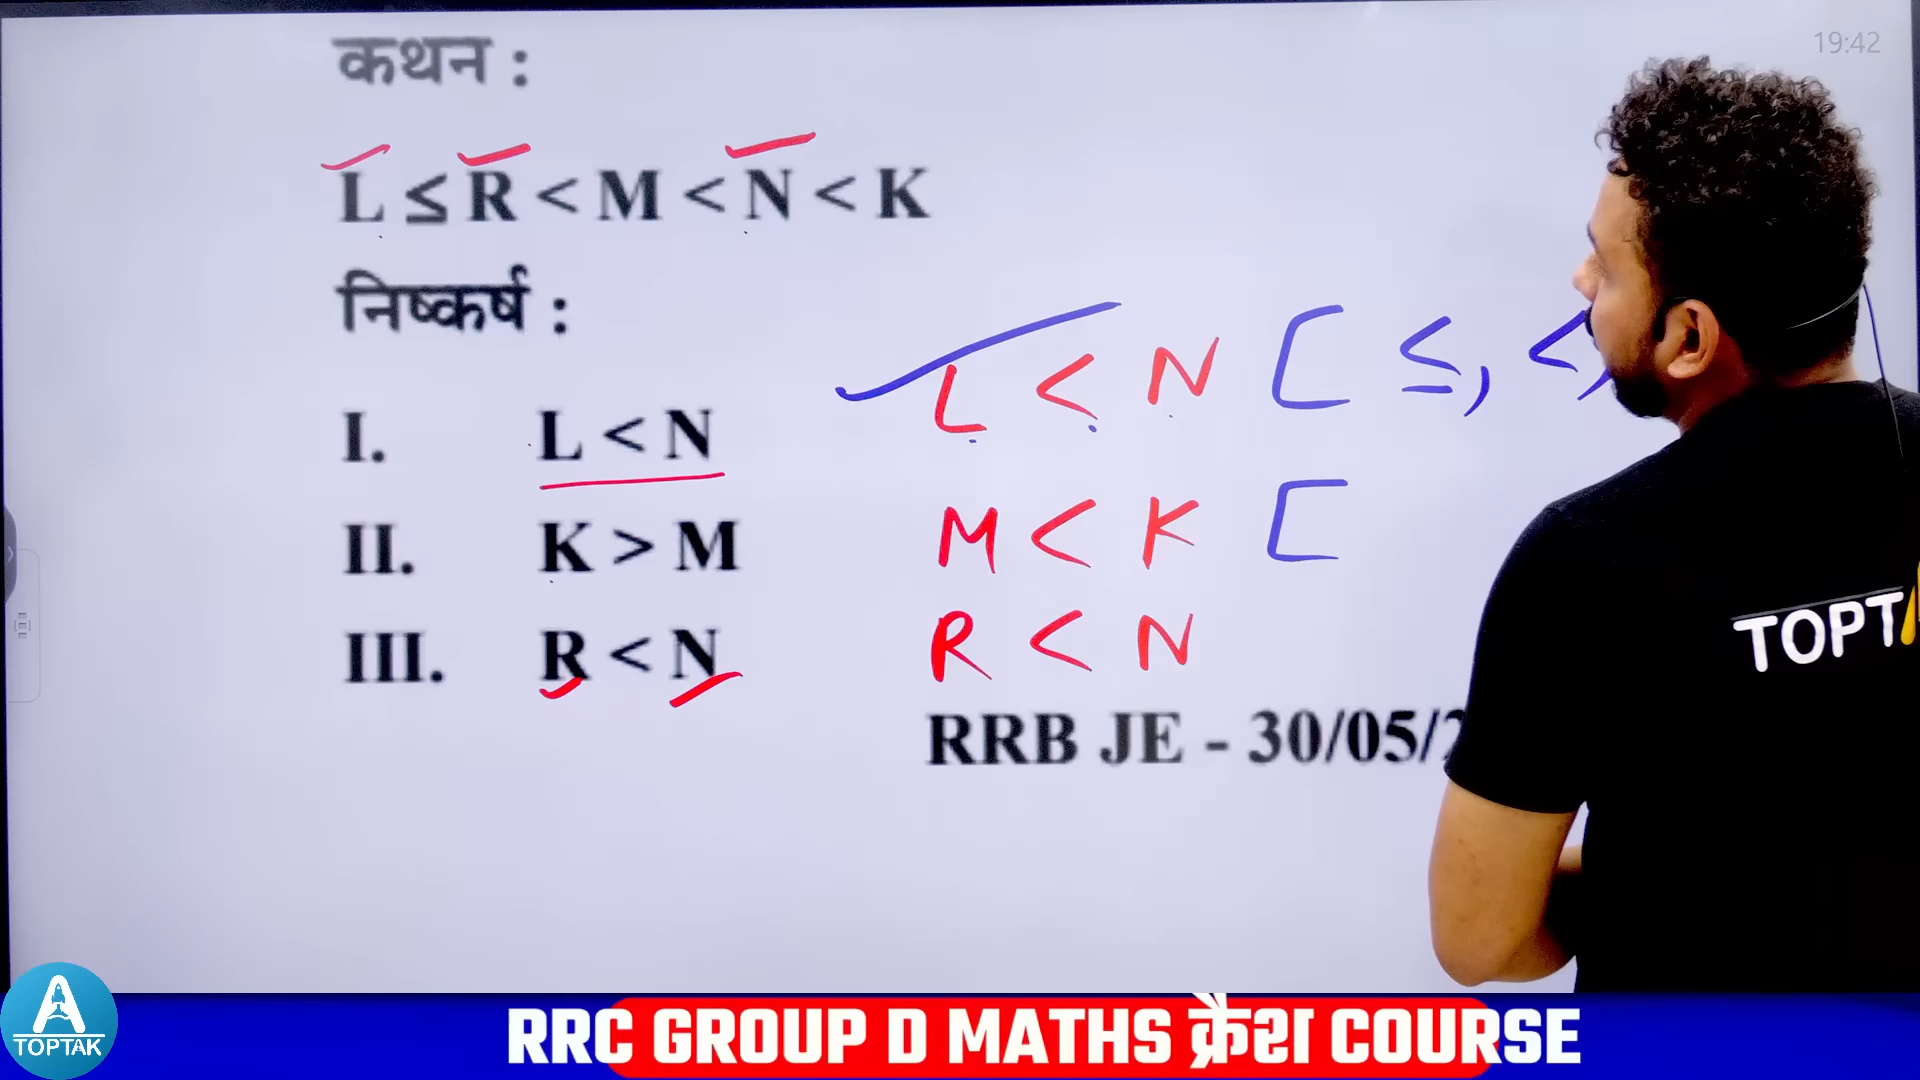 19:42
कथन :
L ≤ R < M < N < K
निष्कर्ष :
I. L < N
L < N [ ≤, <,
II. K > M
M < K [
III. R < N
R < N
RRB JE - 30/05/
TOPT
A
TOPTAK
RRC GROUP D MATHS क्रैश COURSE